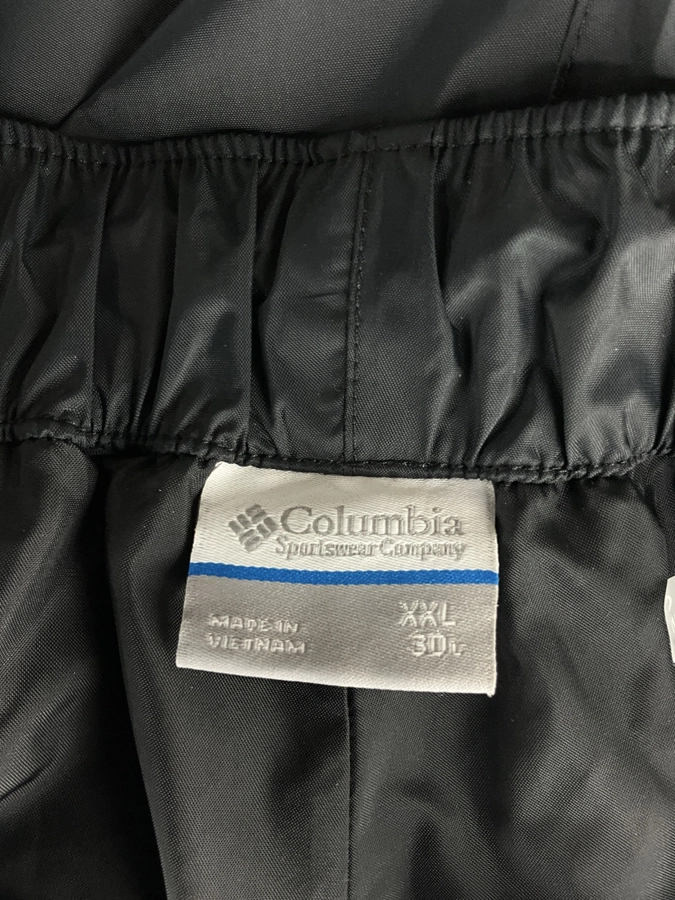 Columbia
Sportswear Company
MADE IN
VIETNAM
XXL
30L